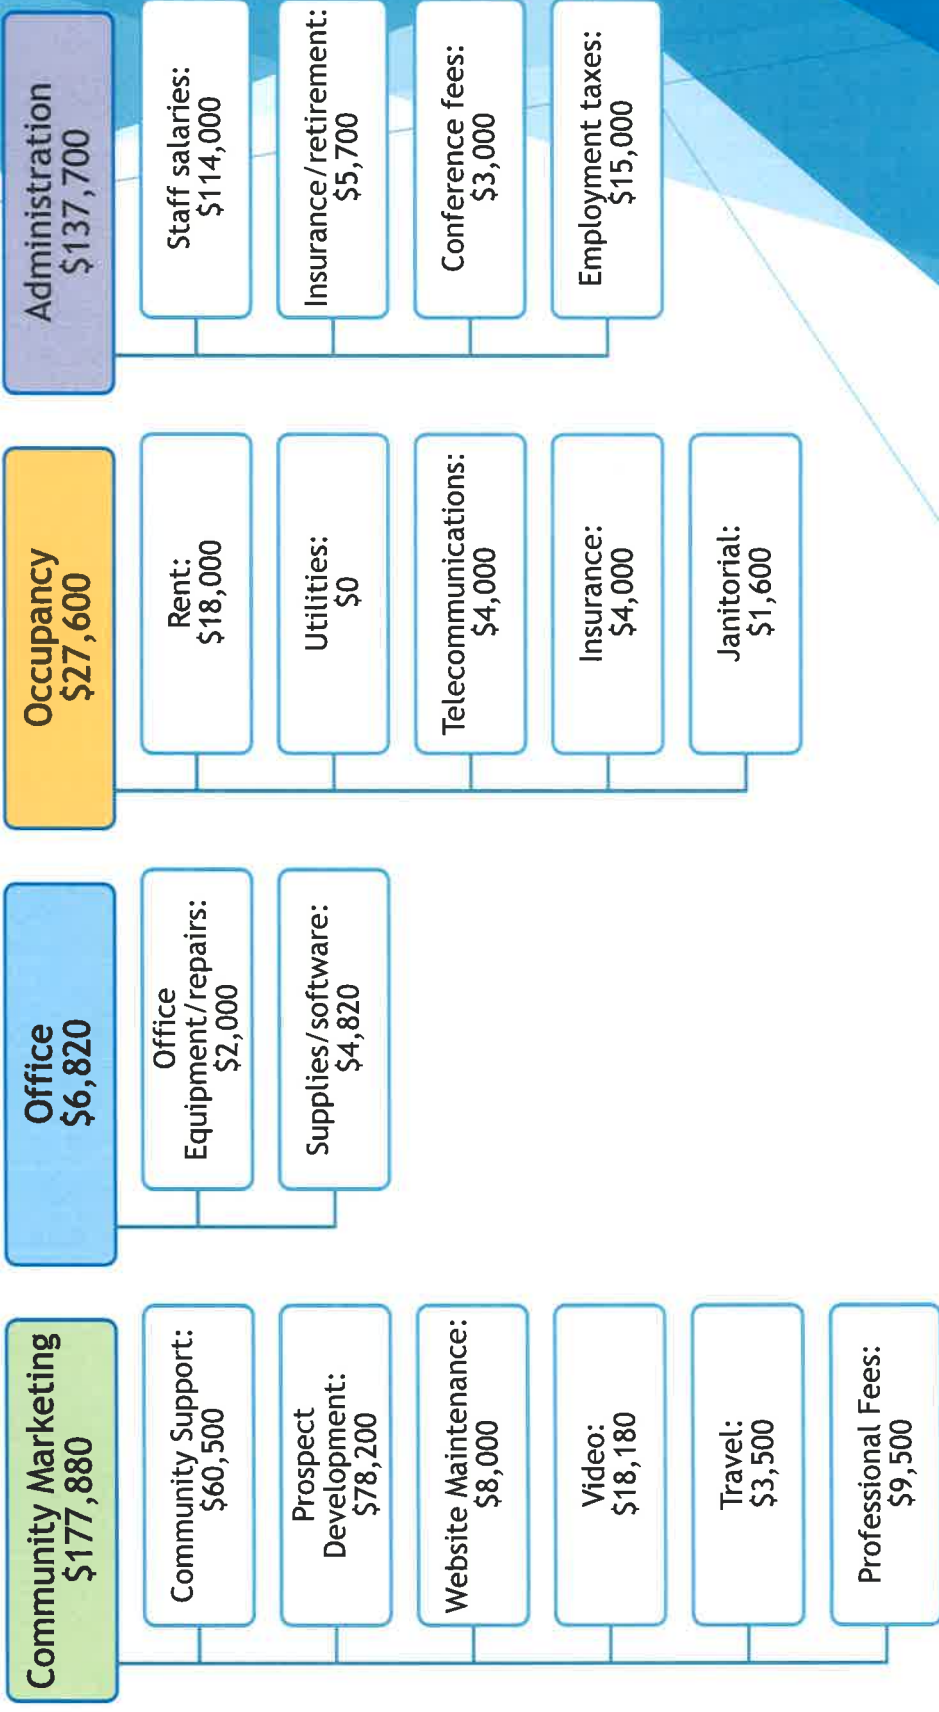 Community Marketing
$177,880
Community Support:
$60,500
Prospect
Development:
$78,200
Website Maintenance:
$8,000
Video:
$18,180
Travel:
$3,500
Professional Fees:
$9,500
Office
$6,820
Office
Equipment/repairs:
$2,000
Supplies/software:
$4,820
Occupancy
$27,600
Rent:
$18,000
Utilities:
$0
Telecommunications:
$4,000
Insurance:
$4,000
Janitorial:
$1,600
Administration
$137,700
Staff salaries:
$114,000
Insurance/retirement:
$5,700
Conference fees:
$3,000
Employment taxes:
$15,000